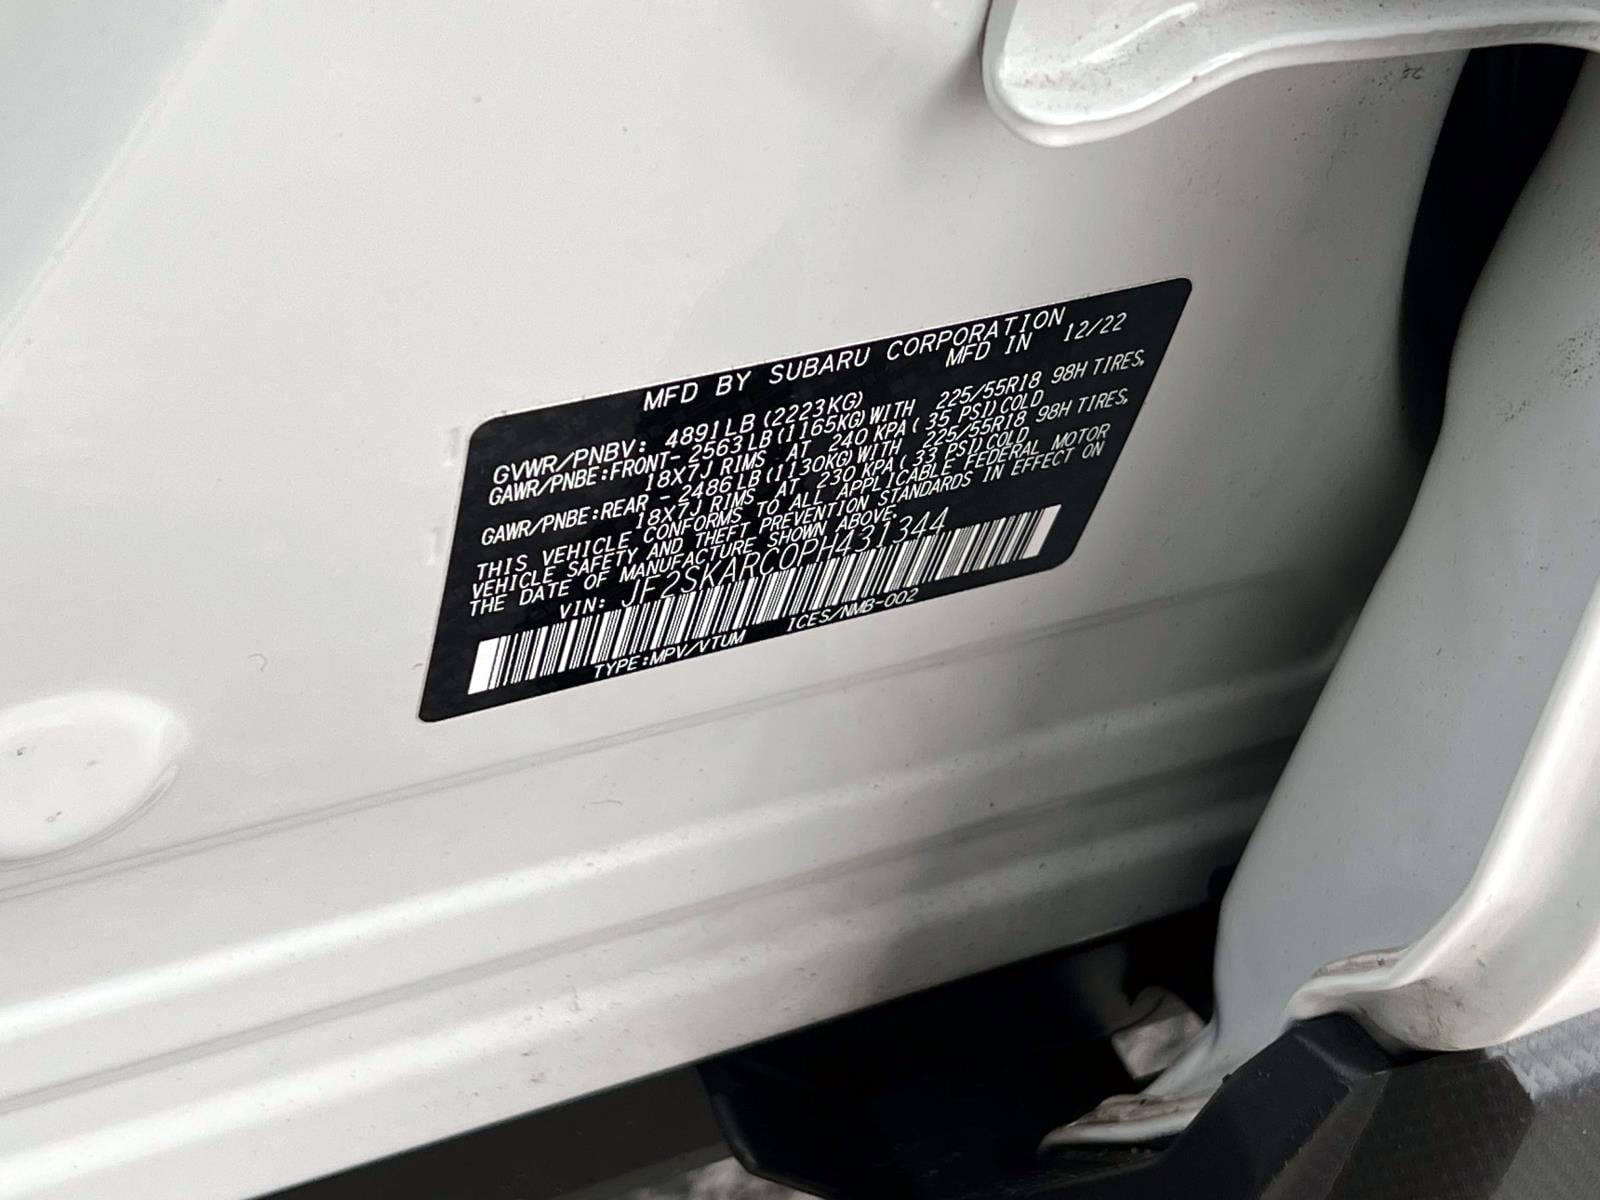 MFD BY SUBARU CORPORATION
MFD IN 12/22
GVWR/PNBV: 4891LB(2223KG)
GAWR/PNBE:FRONT- 2563LB(1165KG)WITH 225/55R18 98H TIRES,
18X7J RIMS AT 240 KPA(35 PSI)COLD
GAWR/PNBE:REAR - 2486LB(1130KG)WITH 225/55R18 98H TIRES,
18X7J RIMS AT 230 KPA(33 PSI)COLD
THIS VEHICLE CONFORMS TO ALL APPLICABLE FEDERAL MOTOR
VEHICLE SAFETY AND THEFT PREVENTION STANDARDS IN EFFECT ON
THE DATE OF MANUFACTURE SHOWN ABOVE.
VIN: JF2SKARC0PH431344
TYPE:MPV/VTUM ICES/NMB-002